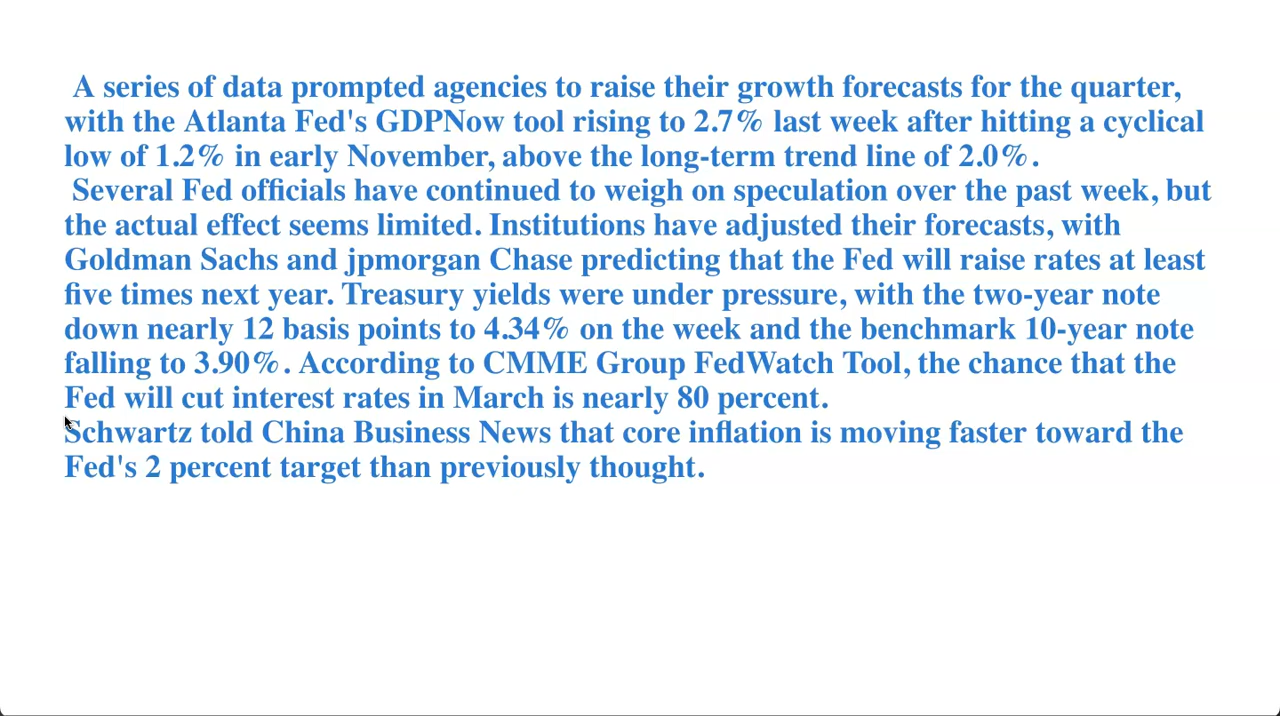 A series of data prompted agencies to raise their growth forecasts for the quarter,
with the Atlanta Fed's GDPNow tool rising to 2.7% last week after hitting a cyclical
low of 1.2% in early November, above the long-term trend line of 2.0%.
Several Fed officials have continued to weigh on speculation over the past week, but
the actual effect seems limited. Institutions have adjusted their forecasts, with
Goldman Sachs and jpmorgan Chase predicting that the Fed will raise rates at least
five times next year. Treasury yields were under pressure, with the two-year note
down nearly 12 basis points to 4.34% on the week and the benchmark 10-year note
falling to 3.90%. According to CMME Group FedWatch Tool, the chance that the
Fed will cut interest rates in March is nearly 80 percent.
Schwartz told China Business News that core inflation is moving faster toward the
Fed's 2 percent target than previously thought.